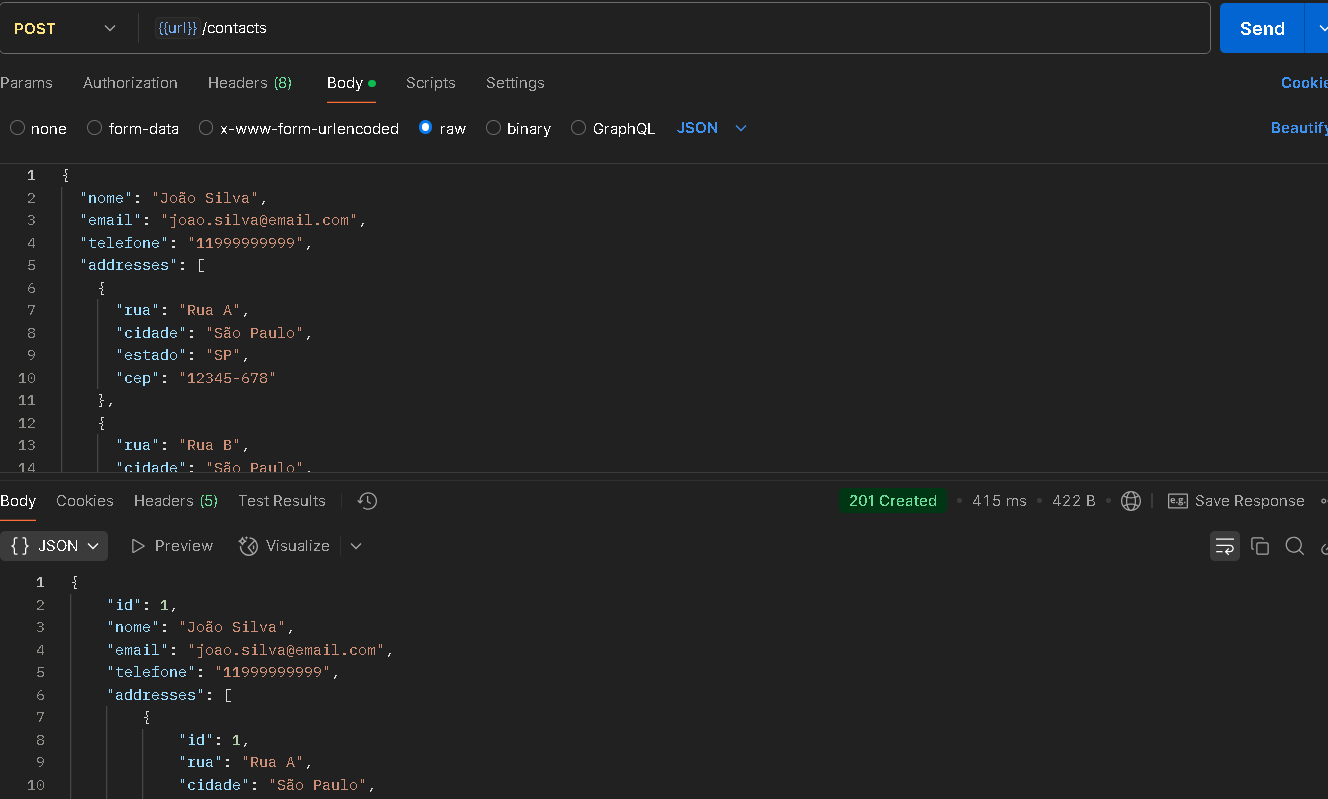 POST {{url}} /contacts Send
Params Authorization Headers (8) Body Scripts Settings Cookie
none form-data x-www-form-urlencoded raw binary GraphQL JSON Beautify
1 {
2 "nome": "João Silva",
3 "email": "joao.silva@email.com",
4 "telefone": "11999999999",
5 "addresses": [
6 {
7 "rua": "Rua A",
8 "cidade": "São Paulo",
9 "estado": "SP",
10 "cep": "12345-678"
11 },
12 {
13 "rua": "Rua B",
14 "cidade": "São Paulo",
Body Cookies Headers (5) Test Results 201 Created • 415 ms • 422 B • e.g. Save Response
{} JSON Preview Visualize
1 {
2 "id": 1,
3 "nome": "João Silva",
4 "email": "joao.silva@email.com",
5 "telefone": "11999999999",
6 "addresses": [
7 {
8 "id": 1,
9 "rua": "Rua A",
10 "cidade": "São Paulo",